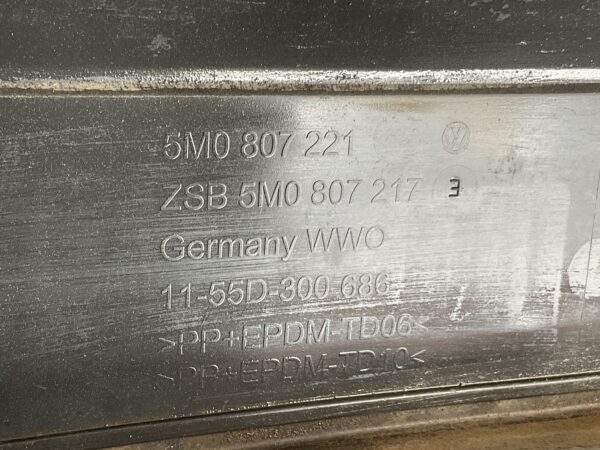 5M0 807 221
ZSB 5M0 807 217 3
Germany WWO
11-55D-300 686
>PP+EPDM-TD06<
>PP+EPDM-TD10<